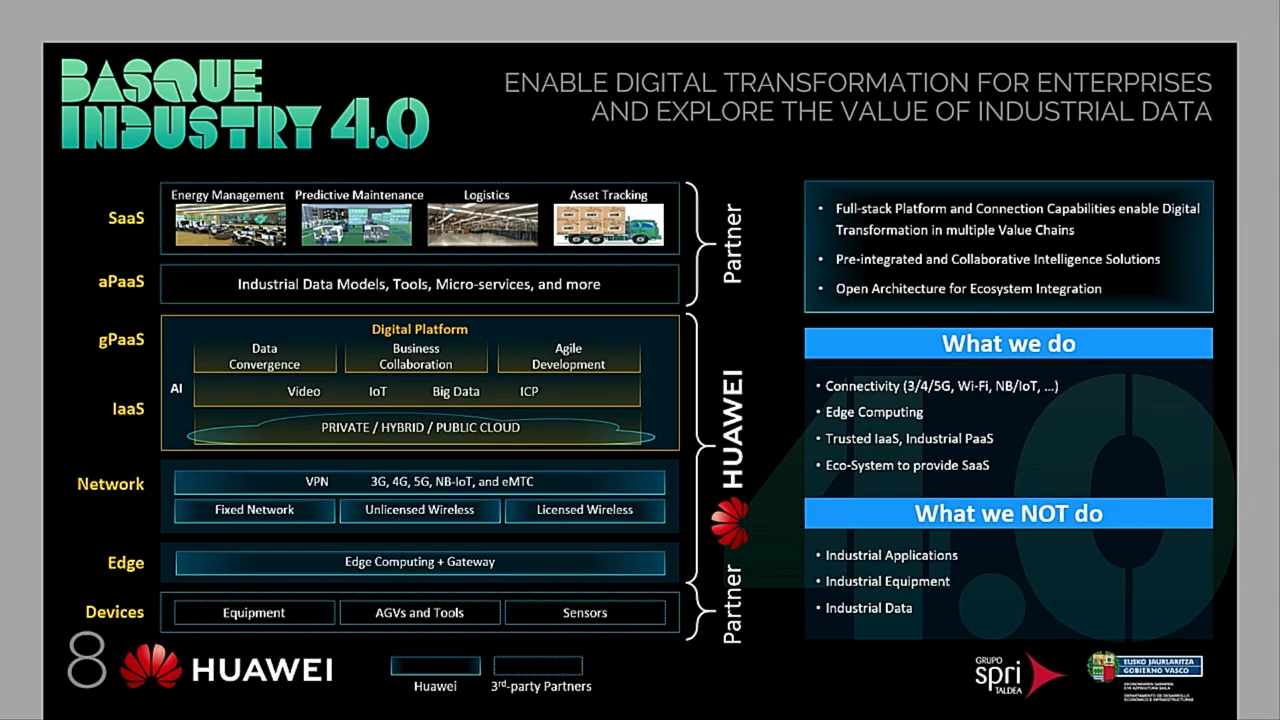 BASQUE
INDUSTRY 4.0
ENABLE DIGITAL TRANSFORMATION FOR ENTERPRISES
AND EXPLORE THE VALUE OF INDUSTRIAL DATA
SaaS
Energy Management
Predictive Maintenance
Logistics
Asset Tracking
aPaaS
Industrial Data Models, Tools, Micro-services, and more
Partner
gPaaS
Digital Platform
Data
Convergence
Business
Collaboration
Agile
Development
AI
Video IoT Big Data ICP
IaaS
PRIVATE / HYBRID / PUBLIC CLOUD
Network
VPN 3G, 4G, 5G, NB-IoT, and eMTC
Fixed Network
Unlicensed Wireless
Licensed Wireless
Edge
Edge Computing + Gateway
HUAWEI
Devices
Equipment
AGVs and Tools
Sensors
Partner
• Full-stack Platform and Connection Capabilities enable Digital
Transformation in multiple Value Chains
• Pre-integrated and Collaborative Intelligence Solutions
• Open Architecture for Ecosystem Integration
What we do
• Connectivity (3/4/5G, Wi-Fi, NB/IoT, ...)
• Edge Computing
• Trusted IaaS, Industrial PaaS
• Eco-System to provide SaaS
What we NOT do
• Industrial Applications
• Industrial Equipment
• Industrial Data
4.0
8
HUAWEI
Huawei
3rd-party Partners
GRUPO
spri
TALDEA
EUSKO JAURLARITZA
GOBIERNO VASCO